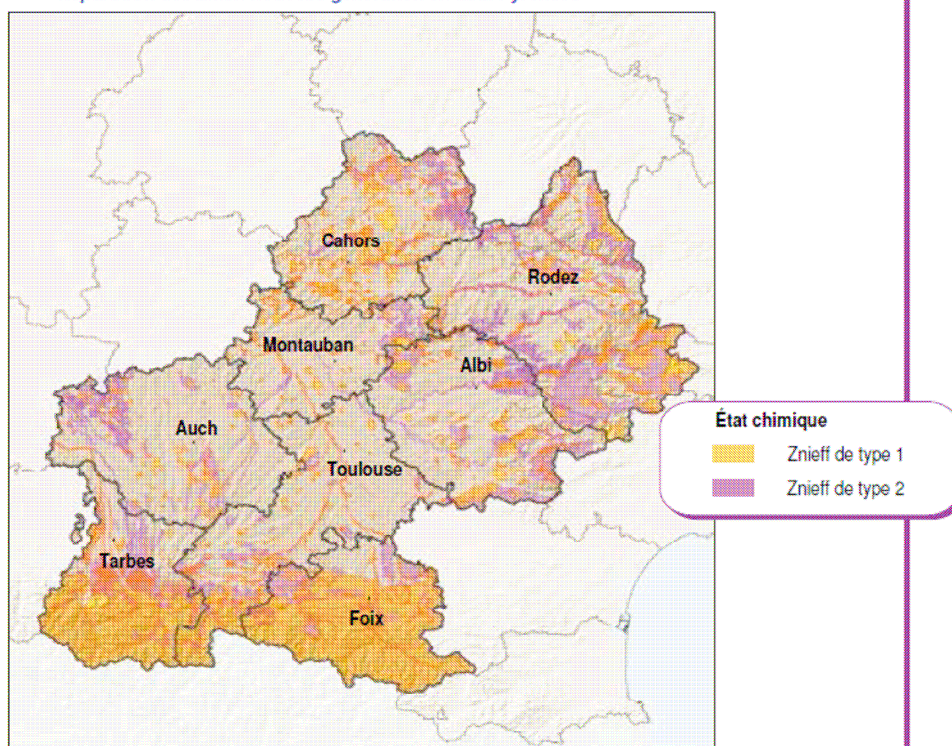 Cahors
Rodez
Montauban
Albi
Auch
Toulouse
Tarbes
Foix
État chimique
Znieff de type 1
Znieff de type 2